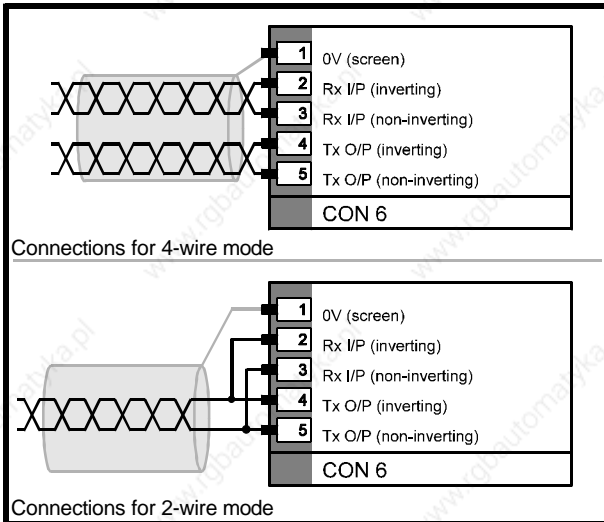 1 0V (screen)
2 Rx I/P (inverting)
3 Rx I/P (non-inverting)
4 Tx O/P (inverting)
5 Tx O/P (non-inverting)
CON 6
Connections for 4-wire mode
1 0V (screen)
2 Rx I/P (inverting)
3 Rx I/P (non-inverting)
4 Tx O/P (inverting)
5 Tx O/P (non-inverting)
CON 6
Connections for 2-wire mode